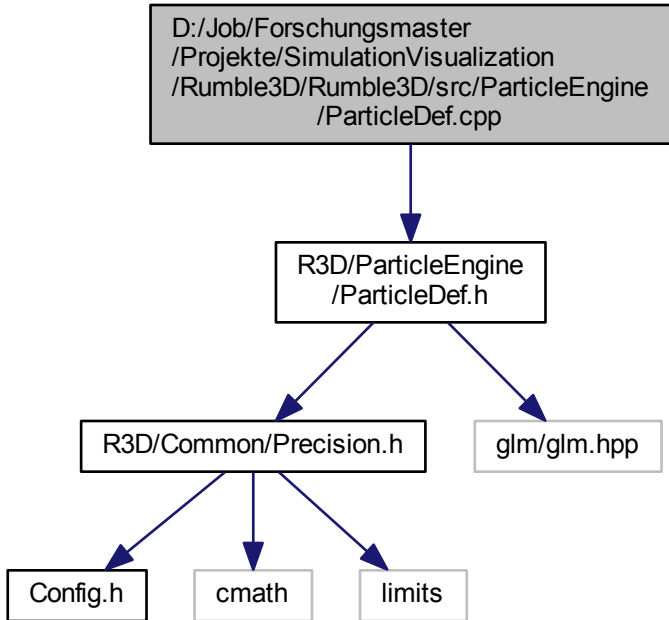 D:/Job/Forschungsmaster
/Projekte/SimulationVisualization
/Rumble3D/Rumble3D/src/ParticleEngine
/ParticleDef.cpp
R3D/ParticleEngine
/ParticleDef.h
R3D/Common/Precision.h
glm/glm.hpp
Config.h
cmath
limits